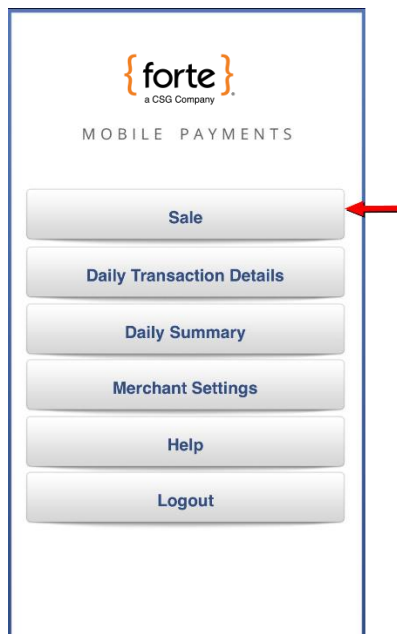 { forte }.
a CSG Company
MOBILE PAYMENTS
Sale
Daily Transaction Details
Daily Summary
Merchant Settings
Help
Logout